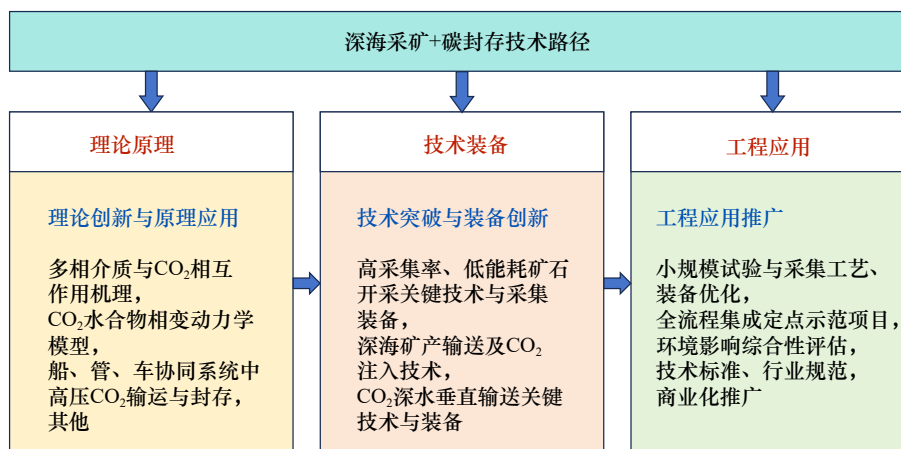 深海采矿+碳封存技术路径
理论原理
理论创新与原理应用
多相介质与CO₂相互
作用机理，
CO₂水合物相变动力学
模型，
船、管、车协同系统中
高压CO₂输运与封存，
其他
技术装备
技术突破与装备创新
高采集率、低能耗矿石
开采关键技术与采集
装备，
深海矿产输送及CO₂
注入技术，
CO₂深水垂直输送关键
技术与装备
工程应用
工程应用推广
小规模试验与采集工艺、
装备优化，
全流程集成定点示范项目，
环境影响综合性评估，
技术标准、行业规范，
商业化推广